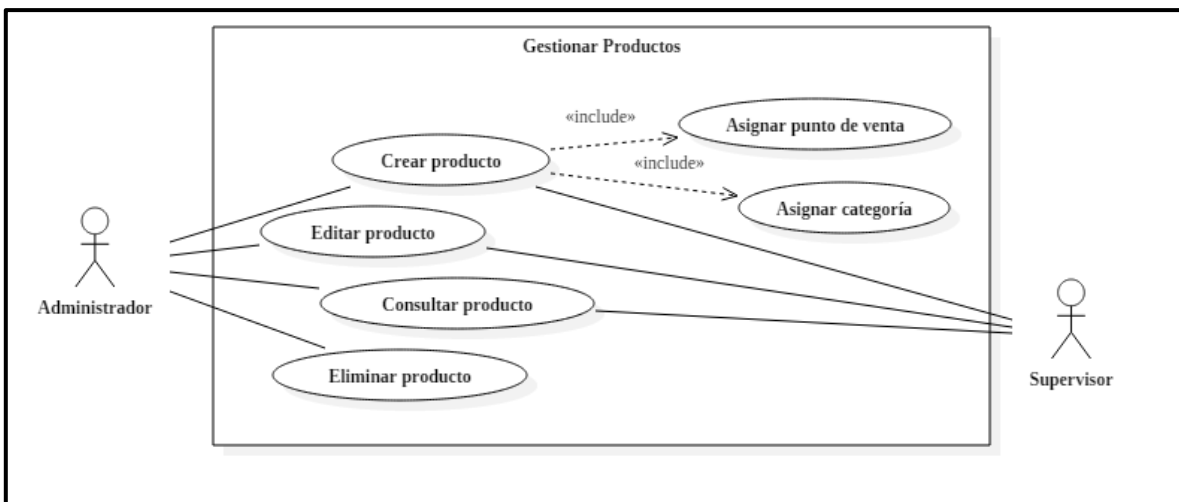 Gestionar Productos
«include»
Asignar punto de venta
Crear producto
«include»
Asignar categoría
Editar producto
Consultar producto
Administrador
Eliminar producto
Supervisor